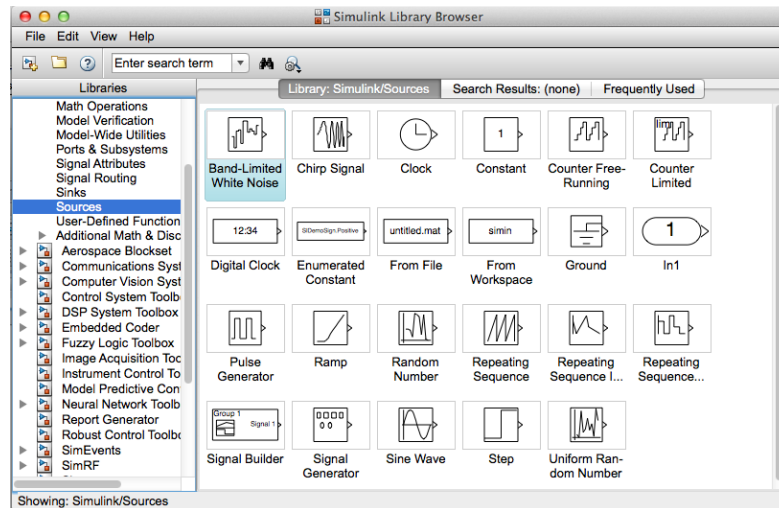 Simulink Library Browser
File Edit View Help
Enter search term
Libraries
Library: Simulink/Sources Search Results: (none) Frequently Used
Math Operations
Model Verification
Model-Wide Utilities
Ports & Subsystems
Signal Attributes
Signal Routing
Sinks
Sources
User-Defined Function
Additional Math & Disc
Aerospace Blockset
Communications Syst
Computer Vision Syst
Control System Toolb
DSP System Toolbox
Embedded Coder
Fuzzy Logic Toolbox
Image Acquisition Too
Instrument Control To
Model Predictive Con
Neural Network Toolb
Report Generator
Robust Control Toolbo
SimEvents
SimRF
1
lim
Band-Limited
White Noise
Chirp Signal
Clock
Constant
Counter Free-
Running
Counter
Limited
12:34
SlDemoSign.Positive
untitled.mat
simin
1
Digital Clock
Enumerated
Constant
From File
From
Workspace
Ground
In1
Pulse
Generator
Ramp
Random
Number
Repeating
Sequence
Repeating
Sequence I...
Repeating
Sequence...
Group 1
Signal 1
Signal Builder
Signal
Generator
Sine Wave
Step
Uniform Ran-
dom Number
Showing: Simulink/Sources